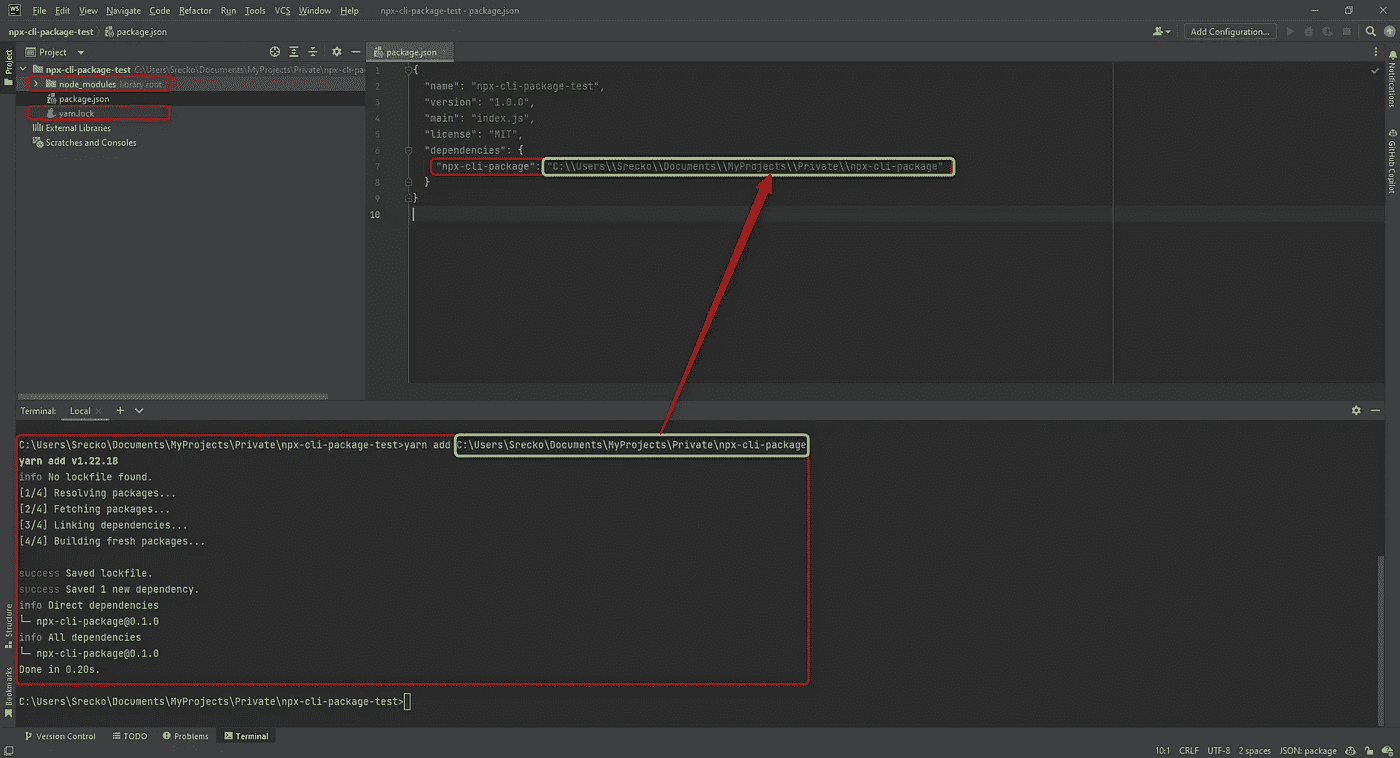 WS File Edit View Navigate Code Refactor Run Tools VCS Window Help npx-cli-package-test - package.json
npx-cli-package-test package.json
Add Configuration...
Project
Project
npx-cli-package-test C:\Users\Srecko\Documents\MyProjects\Private\npx-cli-pa
node_modules library root
package.json
yarn.lock
External Libraries
Scratches and Consoles
package.json
1 {
2 "name": "npx-cli-package-test",
3 "version": "1.0.0",
4 "main": "index.js",
5 "license": "MIT",
6 "dependencies": {
7 "npx-cli-package": "C:\\Users\\Srecko\\Documents\\MyProjects\\Private\\npx-cli-package"
8 }
9 }
10
Notifications
GitHub Copilot
Terminal: Local
C:\Users\Srecko\Documents\MyProjects\Private\npx-cli-package-test>yarn add C:\Users\Srecko\Documents\MyProjects\Private\npx-cli-package
yarn add v1.22.18
info No lockfile found.
[1/4] Resolving packages...
[2/4] Fetching packages...
[3/4] Linking dependencies...
[4/4] Building fresh packages...
success Saved lockfile.
success Saved 1 new dependency.
info Direct dependencies
└─ npx-cli-package@0.1.0
info All dependencies
└─ npx-cli-package@0.1.0
Done in 0.20s.
C:\Users\Srecko\Documents\MyProjects\Private\npx-cli-package-test>
Structure
Bookmarks
Version Control TODO Problems Terminal
10:1 CRLF UTF-8 2 spaces JSON: package